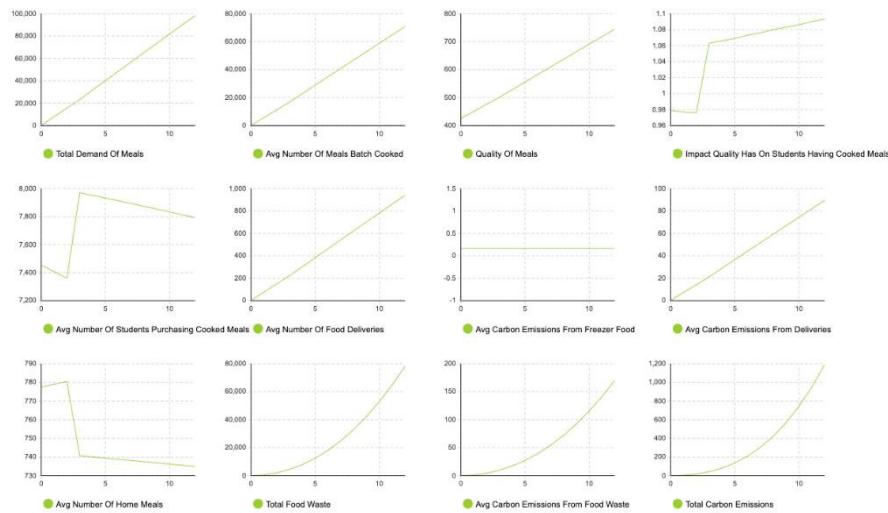 100,000
80,000
60,000
40,000
20,000
0
0 5 10
Total Demand Of Meals
80,000
60,000
40,000
20,000
0
0 5 10
Avg Number Of Meals Batch Cooked
800
700
600
500
400
0 5 10
Quality Of Meals
1.1
1.08
1.06
1.04
1.02
1
0.98
0.96
0 5 10
Impact Quality Has On Students Having Cooked Meals
8,000
7,800
7,600
7,400
7,200
0 5 10
Avg Number Of Students Purchasing Cooked Meals
1,000
800
600
400
200
0
0 5 10
Avg Number Of Food Deliveries
1.5
1
0.5
0
-0.5
-1
0 5 10
Avg Carbon Emissions From Freezer Food
100
80
60
40
20
0
0 5 10
Avg Carbon Emissions From Deliveries
790
780
770
760
750
740
730
0 5 10
Avg Number Of Home Meals
80,000
60,000
40,000
20,000
0
0 5 10
Total Food Waste
200
150
100
50
0
0 5 10
Avg Carbon Emissions From Food Waste
1,200
1,000
800
600
400
200
0
0 5 10
Total Carbon Emissions